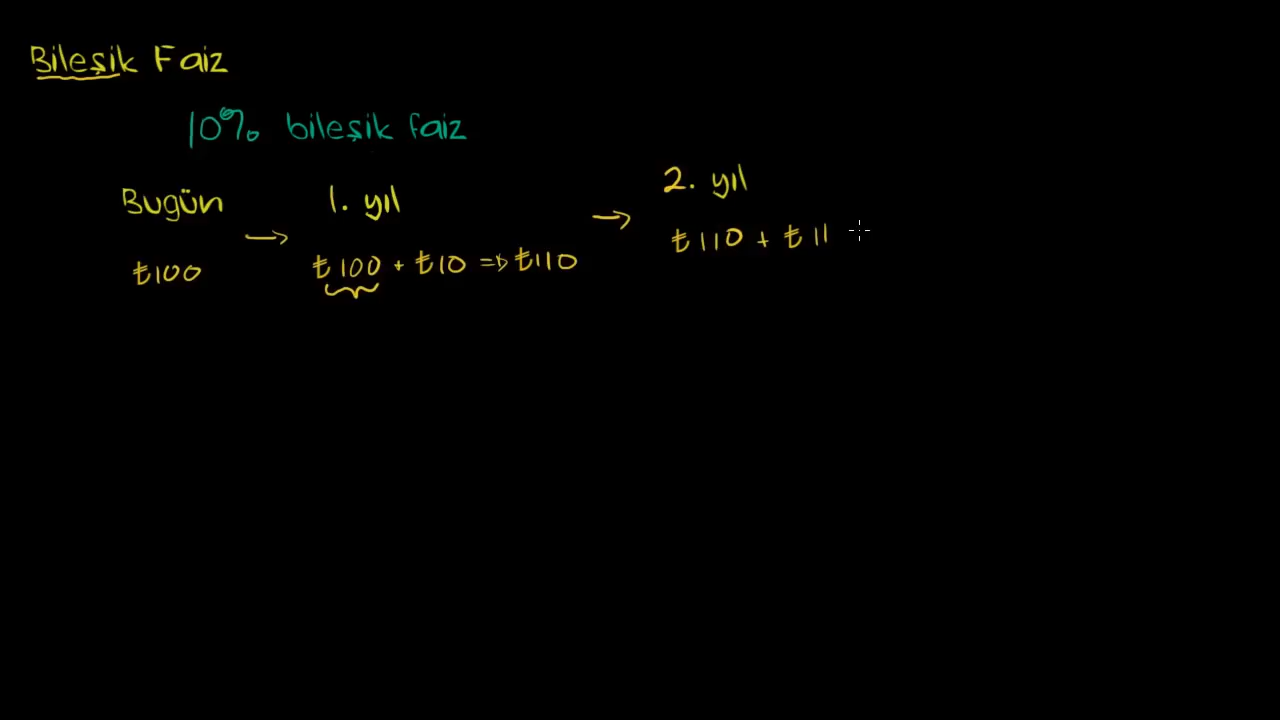 Bileşik Faiz
10% bileşik faiz
Bugün
₺100
1. yıl
₺100 + ₺10 => ₺110
2. yıl
₺110 + ₺11